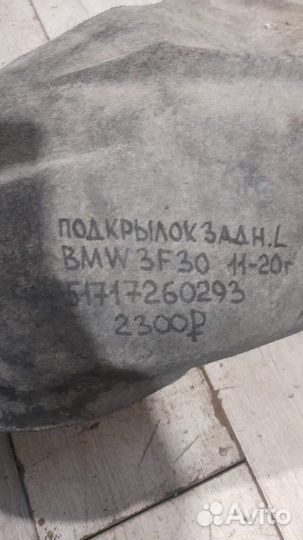 ПОДКРЫЛОК ЗАДН.L
BMW 3F30 11-20г
51717260293
2300₽
Avito